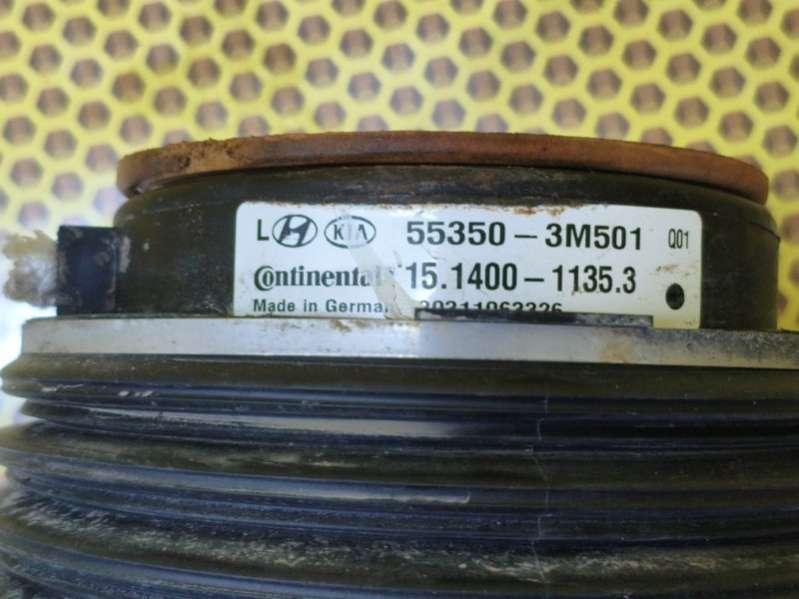 L KIA 55350-3M501 Q01
Continental 15.1400-1135.3
Made in German